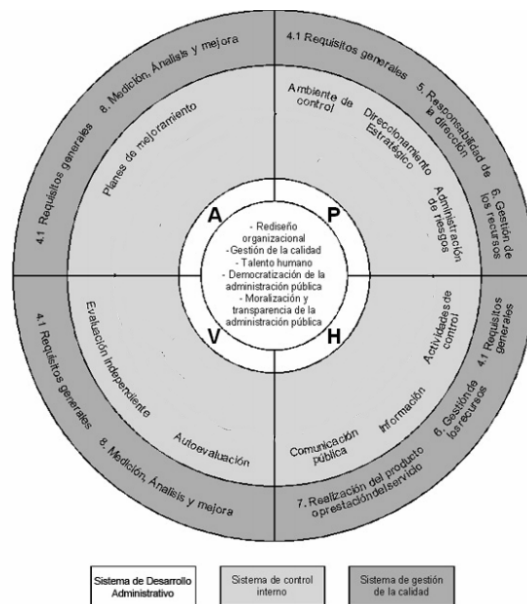 8. Medición, Análisis y mejora
4.1 Requisitos generales
4.1 Requisitos generales
5. Responsabilidad de
la dirección
6. Gestión de
los recursos
Planes de mejoramiento
Ambiente de
control
Direccionamiento
Estratégico
Administración
de riesgos
A
P
- Rediseño
organizacional
-Gestión de la calidad
- Talento humano
- Democratización de la
administración pública
- Moralización y
transparencia de la
administración pública
V
H
Evaluación Independiente
Autoevaluación
Actividades de
control
Información
Comunicación
pública
4.1 Requisitos generales
8. Medición, Análisis y mejora
4.1 Requisitos
generales
6. Gestión de
los recursos
7. Realización del producto
o prestación del servicio
Sistema de Desarrollo
Administrativo
Sistema de control
interno
Sistema de gestión
de la calidad